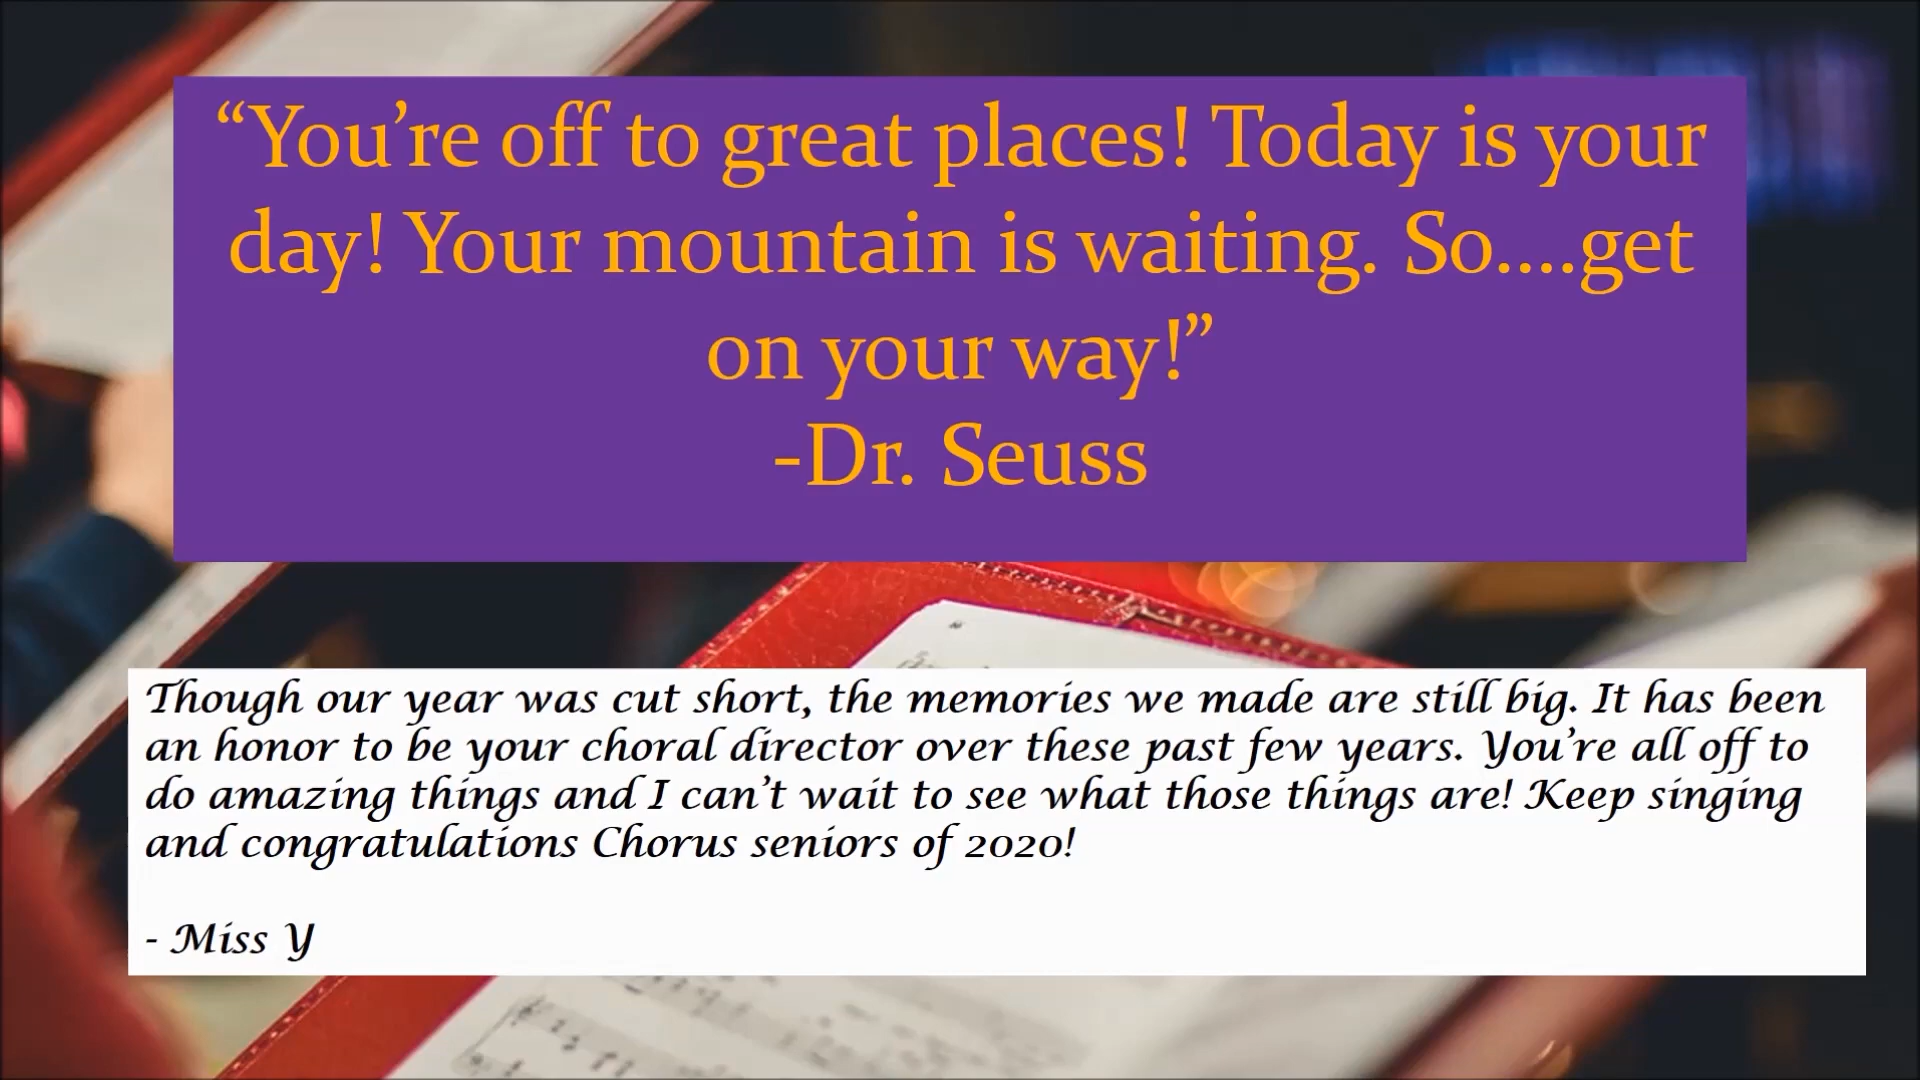 “You’re off to great places! Today is your
day! Your mountain is waiting. So....get
on your way!”
-Dr. Seuss
Though our year was cut short, the memories we made are still big. It has been
an honor to be your choral director over these past few years. You’re all off to
do amazing things and I can’t wait to see what those things are! Keep singing
and congratulations Chorus seniors of 2020!
- Miss Y